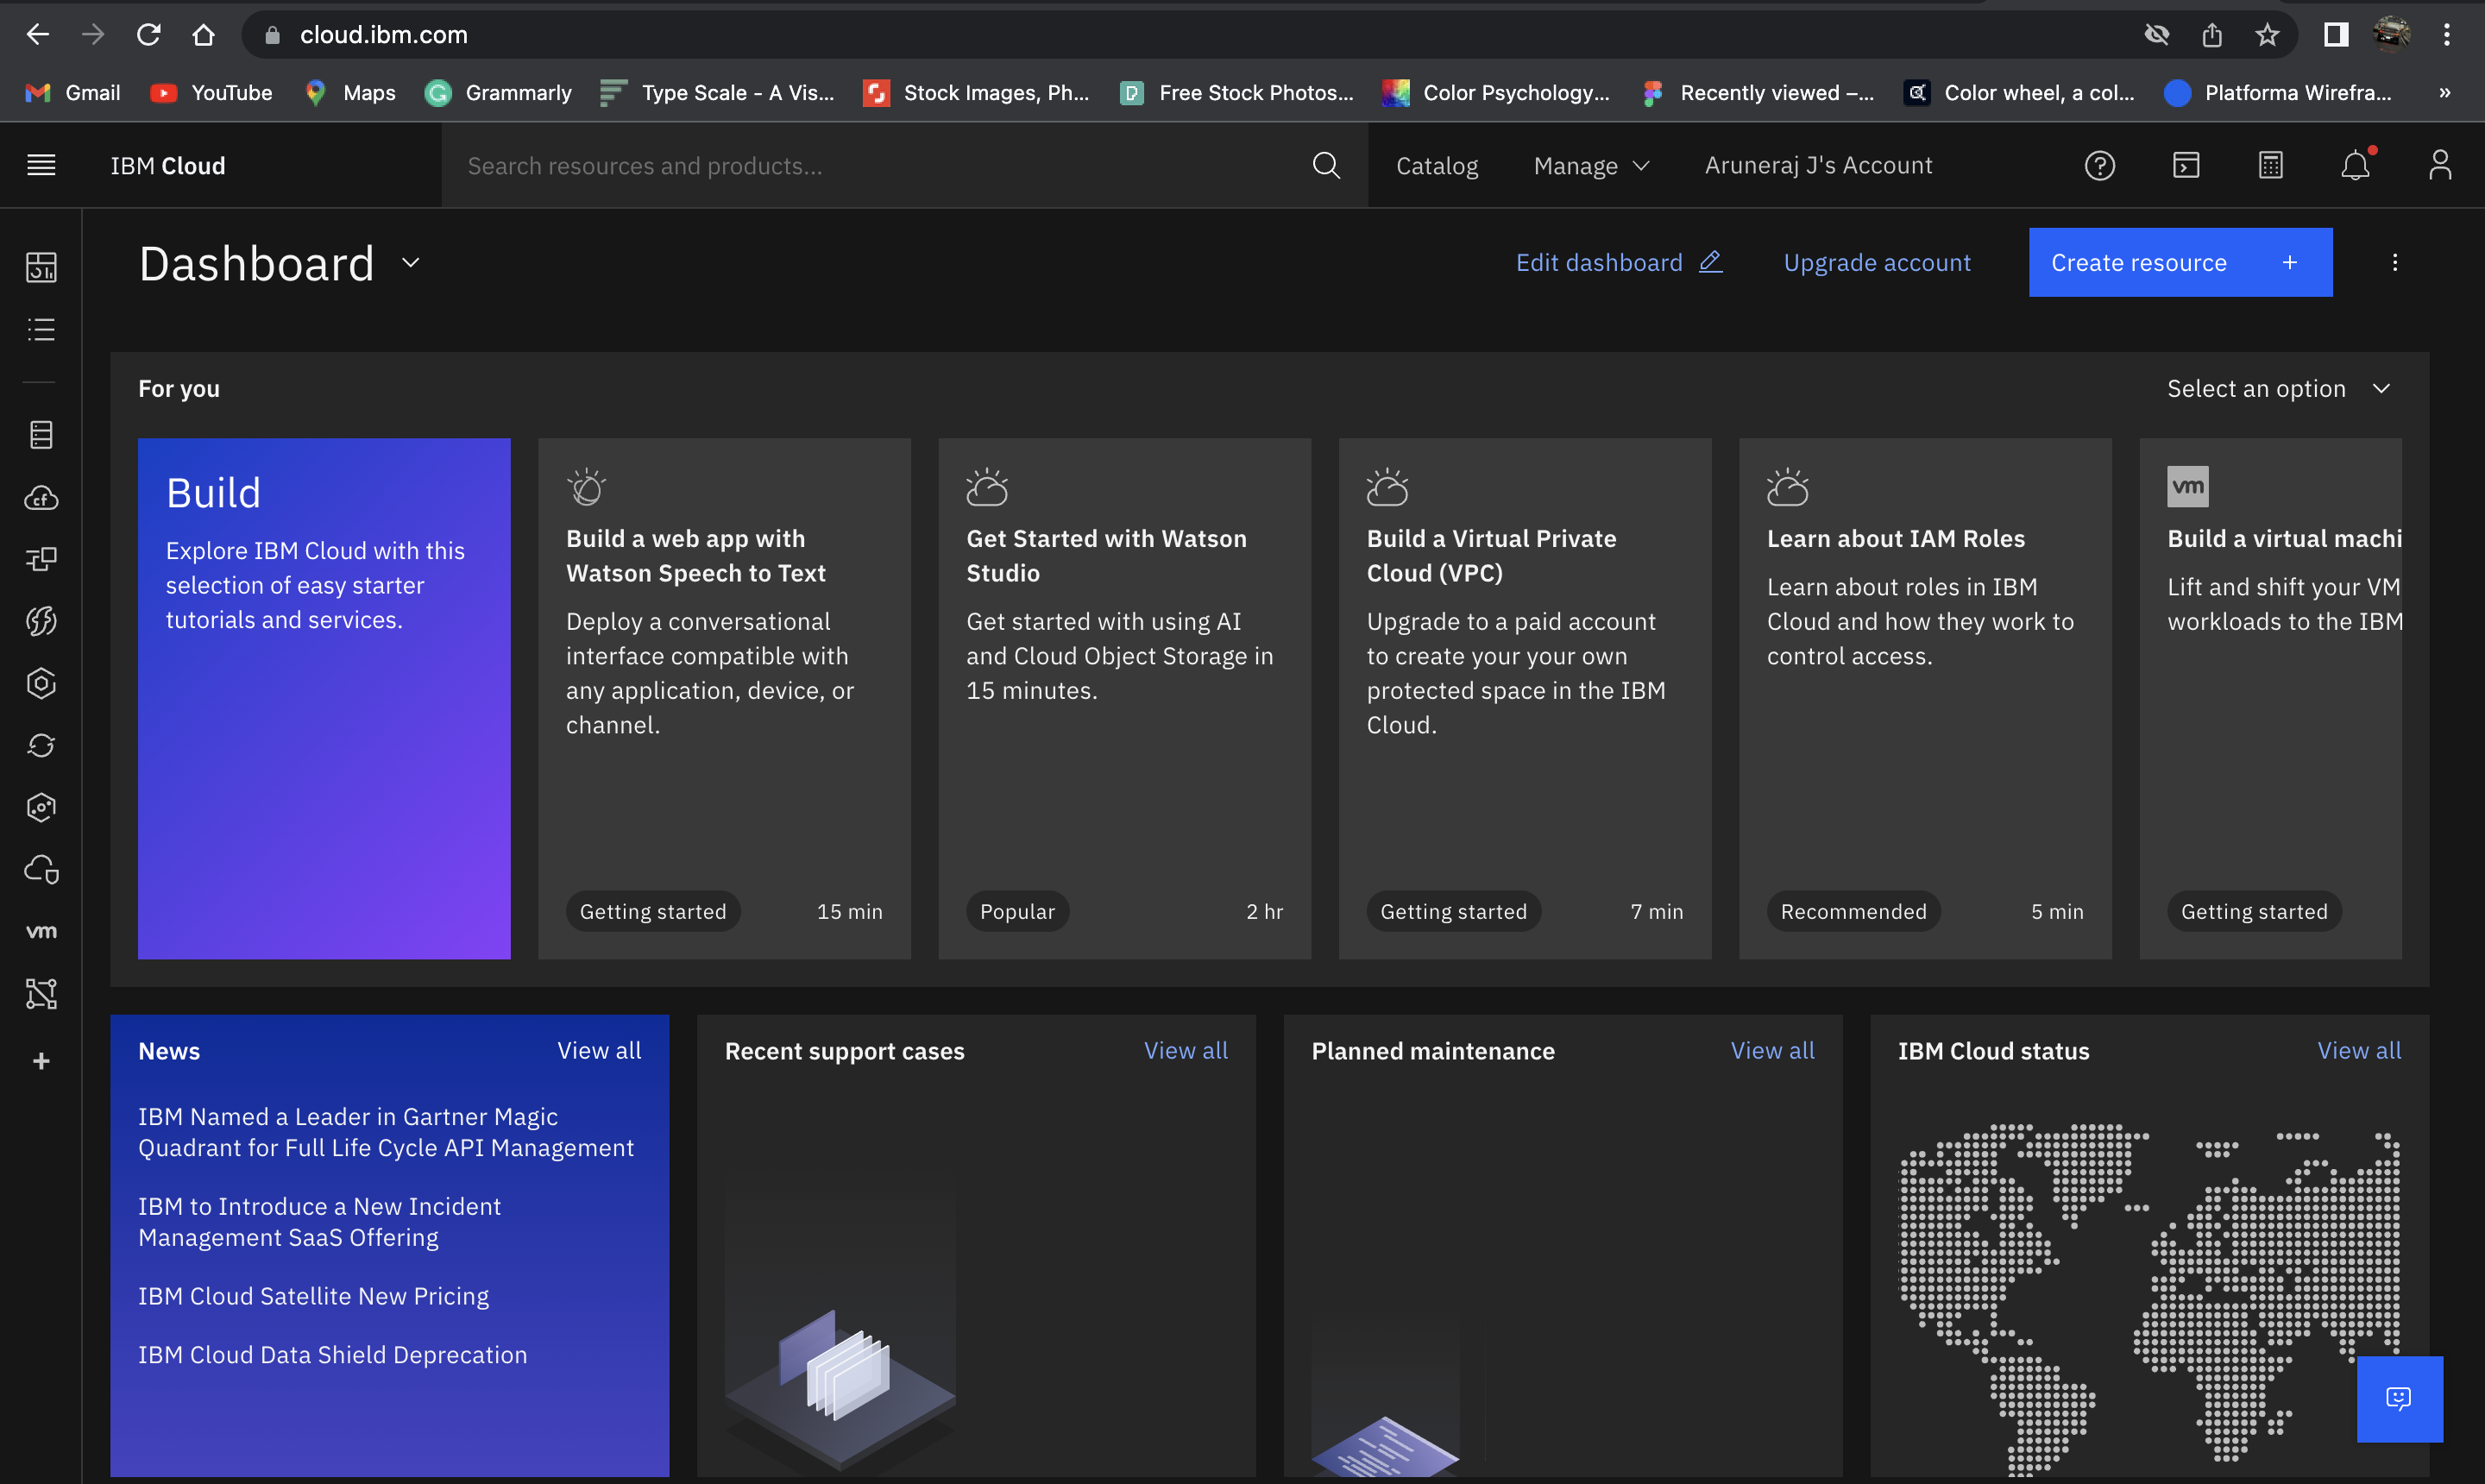 cloud.ibm.com
Gmail
YouTube
Maps
Grammarly
Type Scale - A Vis...
Stock Images, Ph...
Free Stock Photos...
Color Psychology...
Recently viewed –...
Color wheel, a col...
Platforma Wirefra...
»
IBM Cloud
Search resources and products...
Catalog
Manage
Aruneraj J's Account
Dashboard
Edit dashboard
Upgrade account
Create resource +
For you
Select an option
Build
Explore IBM Cloud with this
selection of easy starter
tutorials and services.
Build a web app with
Watson Speech to Text
Deploy a conversational
interface compatible with
any application, device, or
channel.
Getting started
15 min
Get Started with Watson
Studio
Get started with using AI
and Cloud Object Storage in
15 minutes.
Popular
2 hr
Build a Virtual Private
Cloud (VPC)
Upgrade to a paid account
to create your your own
protected space in the IBM
Cloud.
Getting started
7 min
Learn about IAM Roles
Learn about roles in IBM
Cloud and how they work to
control access.
Recommended
5 min
vm
Build a virtual machi
Lift and shift your VM
workloads to the IBM
Getting started
cf
vm
News
View all
IBM Named a Leader in Gartner Magic
Quadrant for Full Life Cycle API Management
IBM to Introduce a New Incident
Management SaaS Offering
IBM Cloud Satellite New Pricing
IBM Cloud Data Shield Deprecation
Recent support cases
View all
Planned maintenance
View all
IBM Cloud status
View all